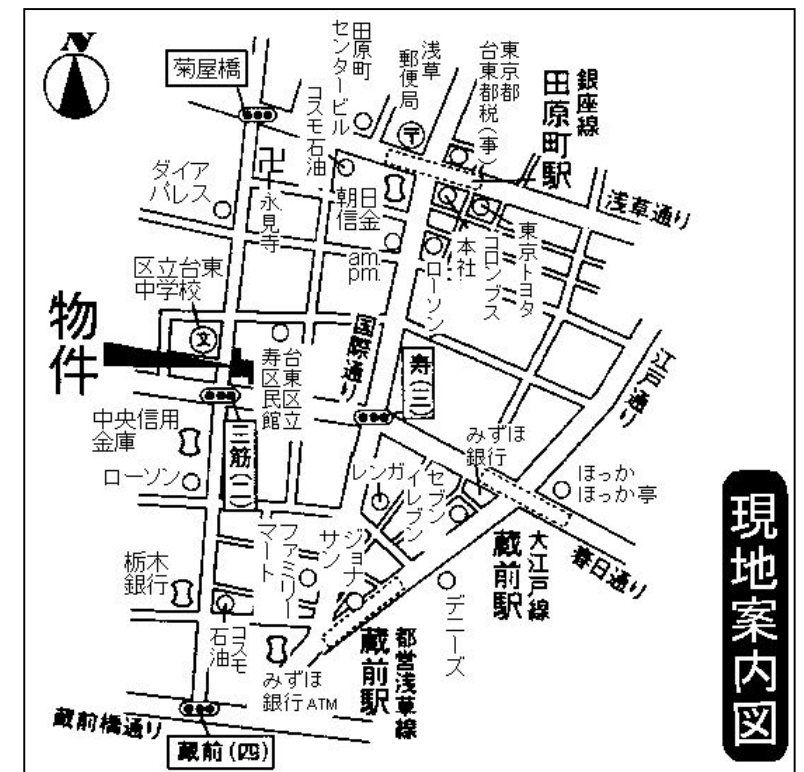 N
菊屋橋
田原町
センタービル
コスモ石油
浅草
郵便局
〒
東京都
台東都税(事)
銀座線
田原町駅
浅草通り
ダイア
パレス
卍
永見寺
朝日
信金
am
pm
ローソン
本社
コロンブス
東京トヨタ
区立台東
中学校
文
物件
台東区立
寿区民館
国際通り
寿(三)
江戸通り
中央信用
金庫
ローソン
三筋(二)
みずほ
銀行
レンガ
セブン
イレブン
ほっか
ほっか亭
大江戸線
蔵前駅
春日通り
栃木
銀行
ファミリー
マート
ジョナ
サン
デニーズ
コスモ
石油
みずほ
銀行ATM
都営浅草線
蔵前駅
蔵前橋通り
蔵前(四)
現地案内図